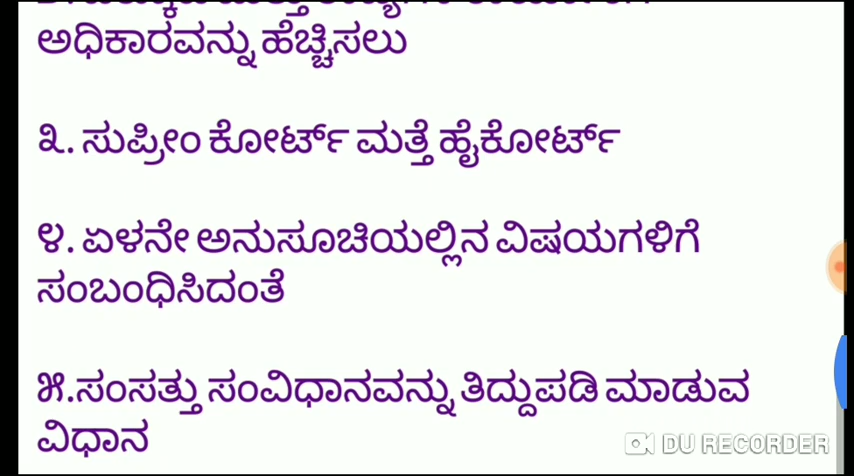 ಅಧಿಕಾರವನ್ನು ಹೆಚ್ಚಿಸಲು
೩. ಸುಪ್ರೀಂ ಕೋರ್ಟ್ ಮತ್ತೆ ಹೈಕೋರ್ಟ್
೪. ಏಳನೇ ಅನುಸೂಚಿಯಲ್ಲಿನ ವಿಷಯಗಳಿಗೆ
ಸಂಬಂಧಿಸಿದಂತೆ
೫.ಸಂಸತ್ತು ಸಂವಿಧಾನವನ್ನು ತಿದ್ದುಪಡಿ ಮಾಡುವ
ವಿಧಾನ
DU RECORDER